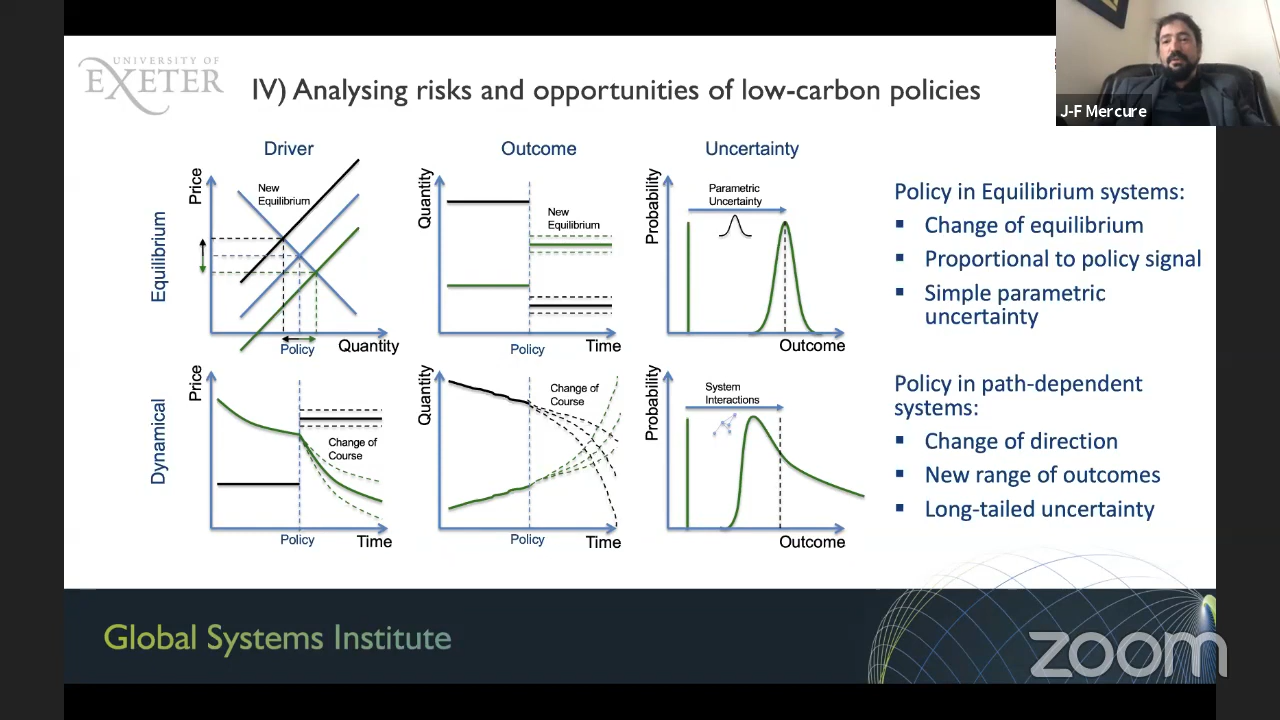 UNIVERSITY OF
EXETER
IV) Analysing risks and opportunities of low-carbon policies
J-F Mercure
Driver
Outcome
Uncertainty
Equilibrium
Price
New
Equilibrium
Policy
Quantity
Quantity
New
Equilibrium
Policy
Time
Probability
Parametric
Uncertainty
Outcome
Policy in Equilibrium systems:
▪ Change of equilibrium
▪ Proportional to policy signal
▪ Simple parametric
uncertainty
Dynamical
Price
Change of
Course
Policy
Time
Quantity
Change of
Course
Policy
Time
Probability
System
Interactions
Outcome
Policy in path-dependent
systems:
▪ Change of direction
▪ New range of outcomes
▪ Long-tailed uncertainty
Global Systems Institute
zoom